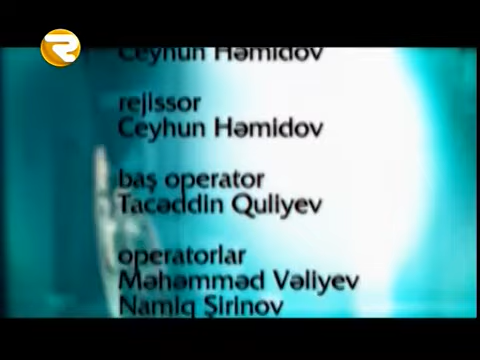 Ceyhun Həmidov
rejissor
Ceyhun Həmidov
baş operator
Tacəddin Quliyev
operatorlar
Məhəmməd Vəliyev
Namiq Şirinov